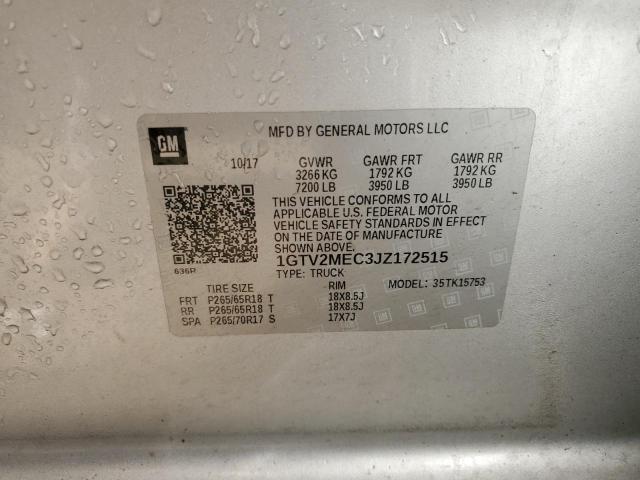 MFD BY GENERAL MOTORS LLC
GM
10/17 GVWR GAWR FRT GAWR RR
3266 KG 1792 KG 1792 KG
7200 LB 3950 LB 3950 LB
THIS VEHICLE CONFORMS TO ALL
APPLICABLE U.S. FEDERAL MOTOR
VEHICLE SAFETY STANDARDS IN EFFECT
ON THE DATE OF MANUFACTURE
SHOWN ABOVE.
1GTV2MEC3JZ172515
636R
TYPE: TRUCK
MODEL: 35TK15753
TIRE SIZE RIM
FRT P265/65R18 T 18X8.5J
RR P265/65R18 T 18X8.5J
SPA P265/70R17 S 17X7J